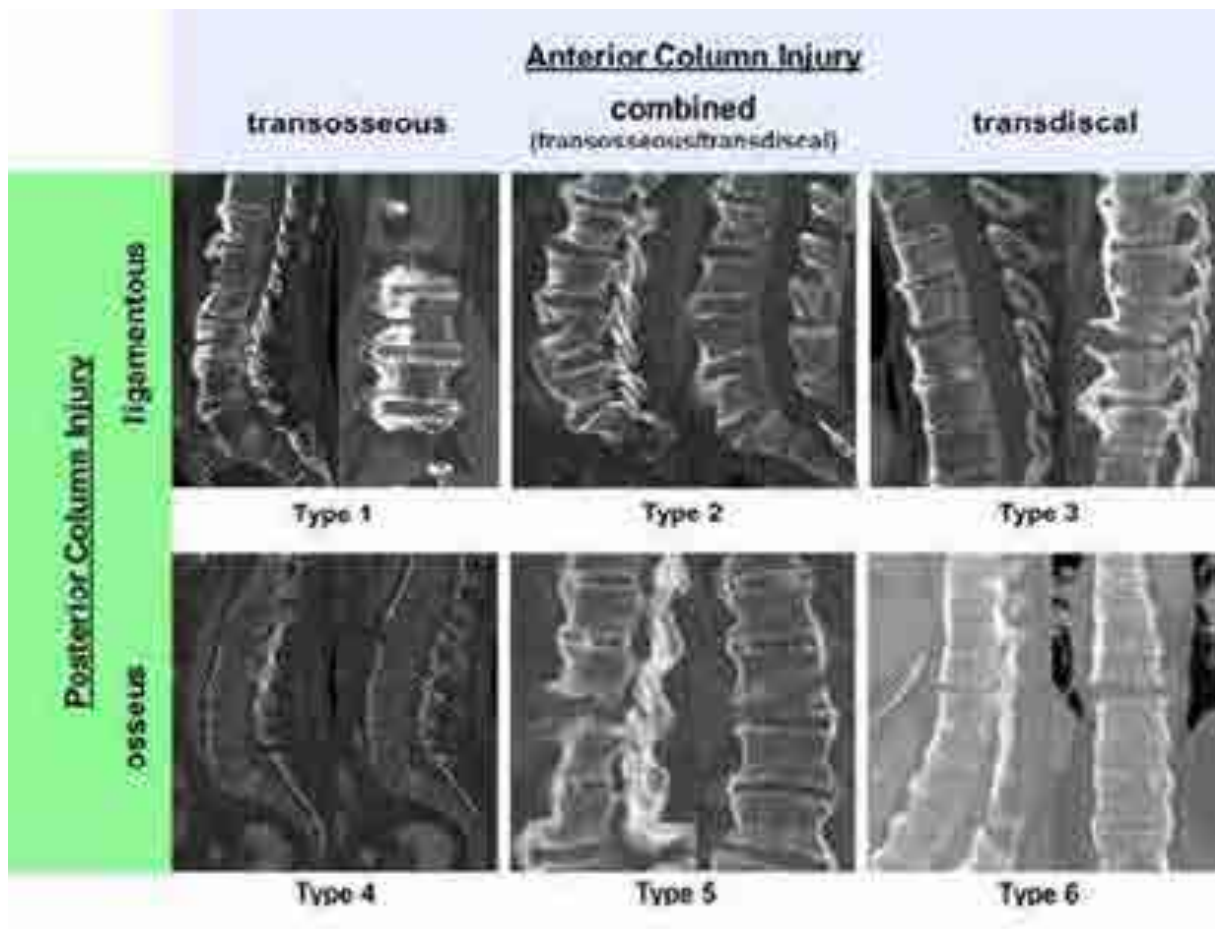 Anterior Column Injury
transosseous
combined
(transosseous/transdiscal)
transdiscal
Posterior Column Injury
ligamentous
osseus
Type 1
Type 2
Type 3
Type 4
Type 5
Type 6